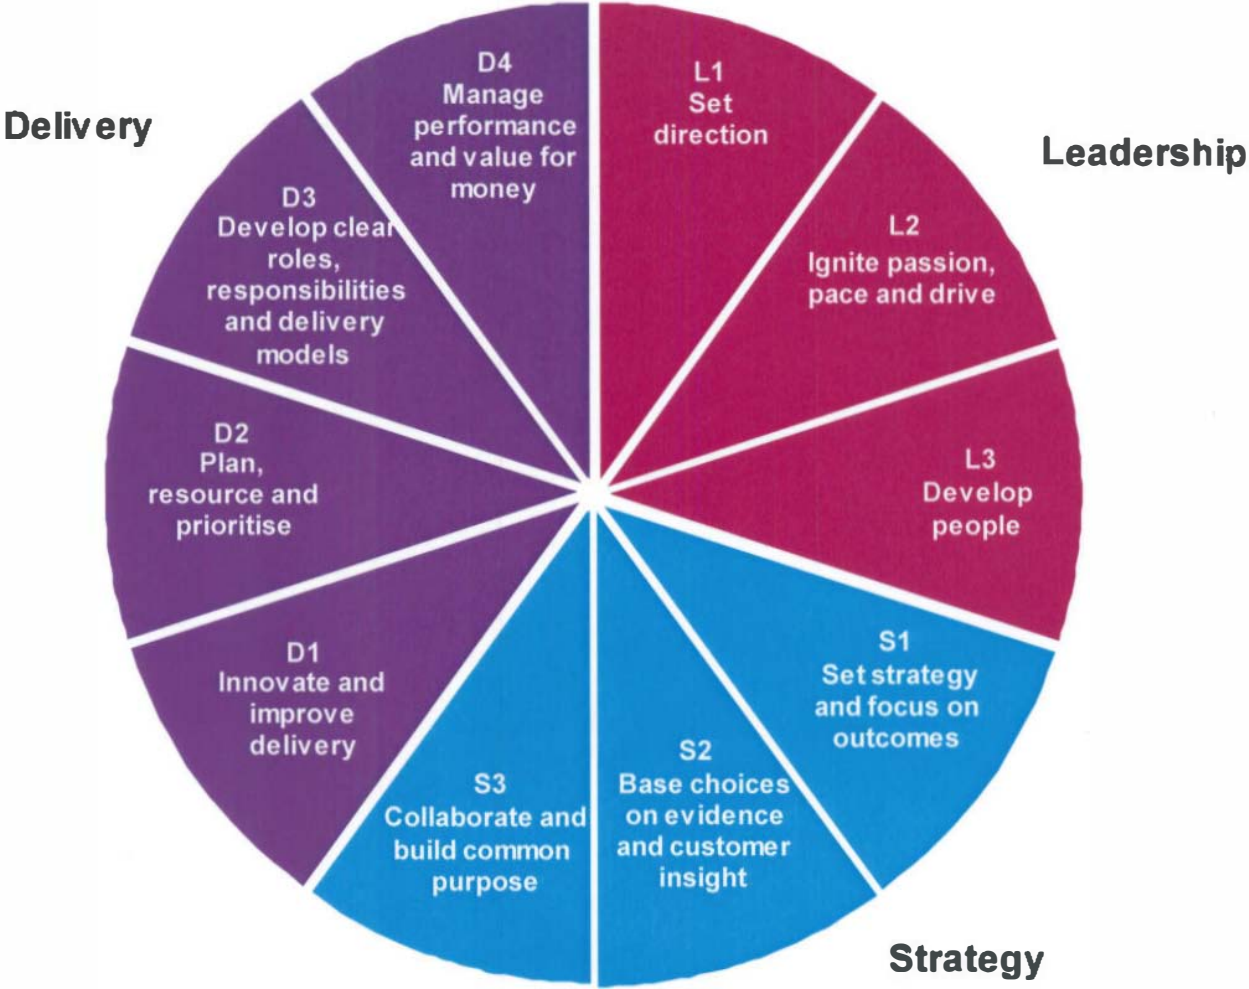 Delivery
Leadership
Strategy
L1
Set
direction
L2
Ignite passion,
pace and drive
L3
Develop
people
S1
Set strategy
and focus on
outcomes
S2
Base choices
on evidence
and customer
insight
S3
Collaborate and
build common
purpose
D1
Innovate and
improve
delivery
D2
Plan,
resource and
prioritise
D3
Develop clear
roles,
responsibilities
and delivery
models
D4
Manage
performance
and value for
money